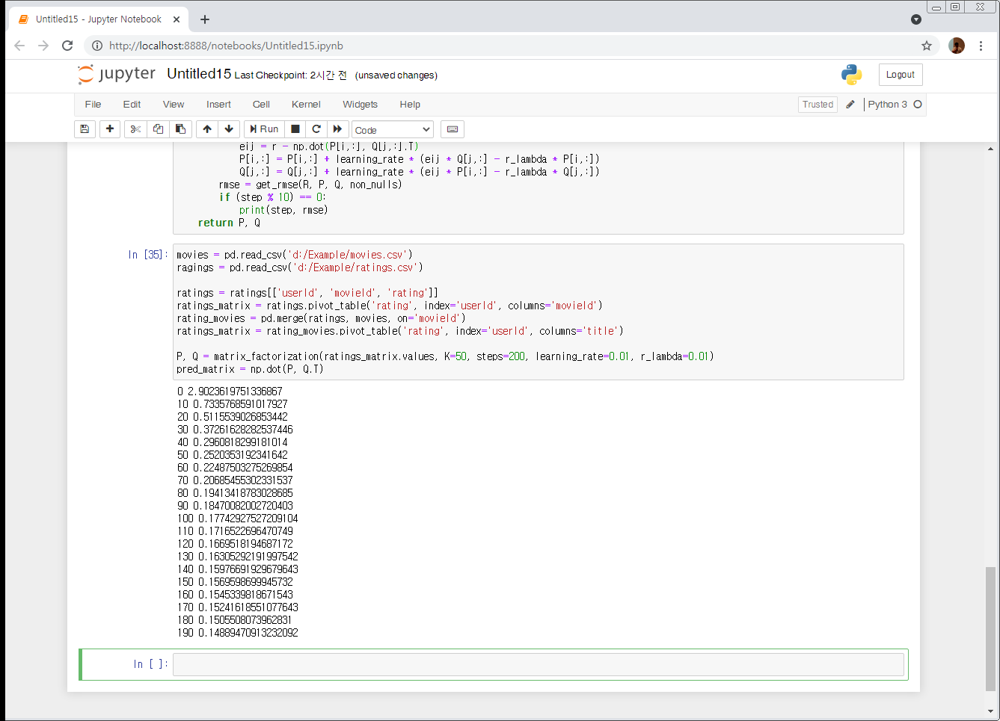 Untitled15 - Jupyter Notebook
http://localhost:8888/notebooks/Untitled15.ipynb
jupyter Untitled15 Last Checkpoint: 2시간 전 (unsaved changes)
Logout
File Edit View Insert Cell Kernel Widgets Help
Trusted Python 3
Run Code
eij = r - np.dot(P[i,:], Q[j,:].T)
P[i,:] = P[i,:] + learning_rate * (eij * Q[j,:] - r_lambda * P[i,:])
Q[j,:] = Q[j,:] + learning_rate * (eij * P[i,:] - r_lambda * Q[j,:])
rmse = get_rmse(R, P, Q, non_nulls)
if (step % 10) == 0:
print(step, rmse)
return P, Q
In [35]:
movies = pd.read_csv('d:/Example/movies.csv')
ragings = pd.read_csv('d:/Example/ratings.csv')
ratings = ratings[['userId', 'movieId', 'rating']]
ratings_matrix = ratings.pivot_table('rating', index='userId', columns='movieId')
rating_movies = pd.merge(ratings, movies, on='movieId')
ratings_matrix = rating_movies.pivot_table('rating', index='userId', columns='title')
P, Q = matrix_factorization(ratings_matrix.values, K=50, steps=200, learning_rate=0.01, r_lambda=0.01)
pred_matrix = np.dot(P, Q.T)
0 2.9023619751336867
10 0.7335768591017927
20 0.5115539026853442
30 0.37261628282537446
40 0.2960818299181014
50 0.2520353192341642
60 0.22487503275269854
70 0.20685455302331537
80 0.19413418783028685
90 0.18470082002720403
100 0.17742927527209104
110 0.1716522696470749
120 0.1669518194687172
130 0.16305292191997542
140 0.15976691929679643
150 0.1569598699945732
160 0.1545339818671543
170 0.15241618551077643
180 0.1505508073962831
190 0.14889470913232092
In [ ]: